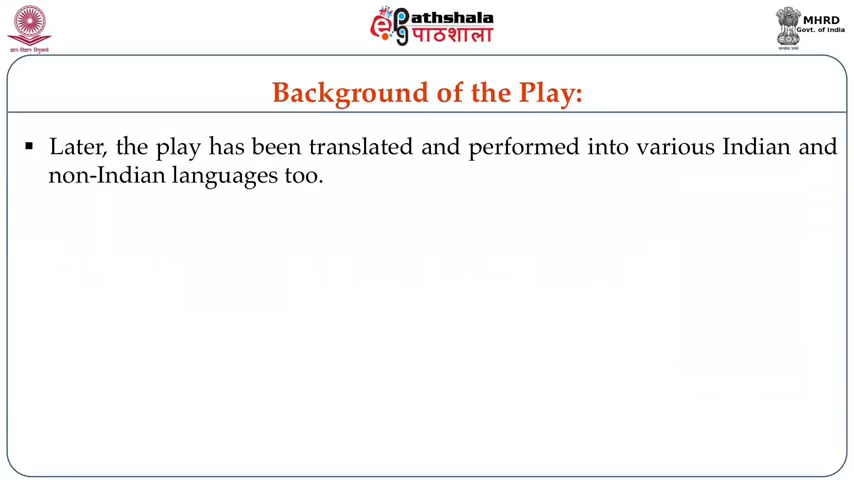 ePathshala
पाठशाला
MHRD
Govt. of India
Background of the Play:
▪ Later, the play has been translated and performed into various Indian and
non-Indian languages too.